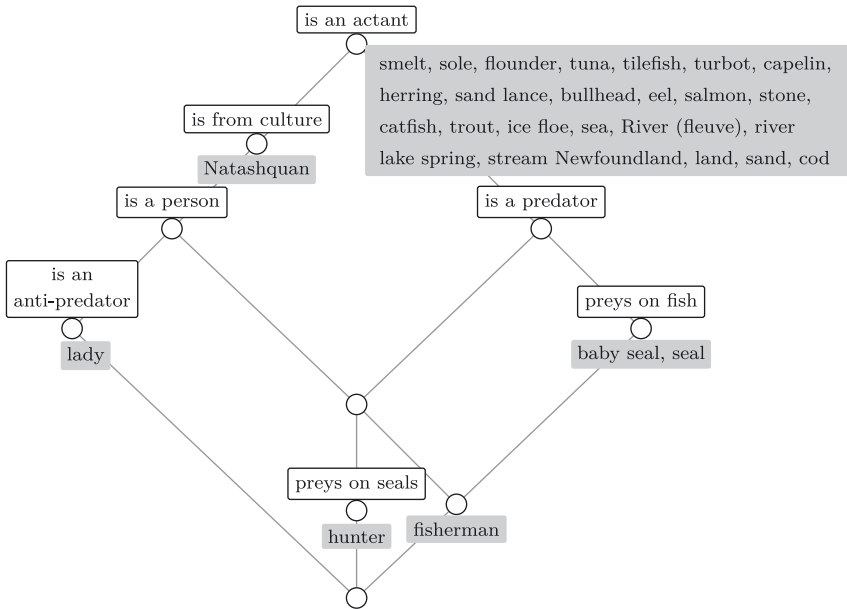 is an actant
smelt, sole, flounder, tuna, tilefish, turbot, capelin,
herring, sand lance, bullhead, eel, salmon, stone,
catfish, trout, ice floe, sea, River (fleuve), river
lake spring, stream Newfoundland, land, sand, cod
is from culture
Natashquan
is a person
is a predator
is an
anti-predator
preys on fish
lady
baby seal, seal
preys on seals
hunter
fisherman